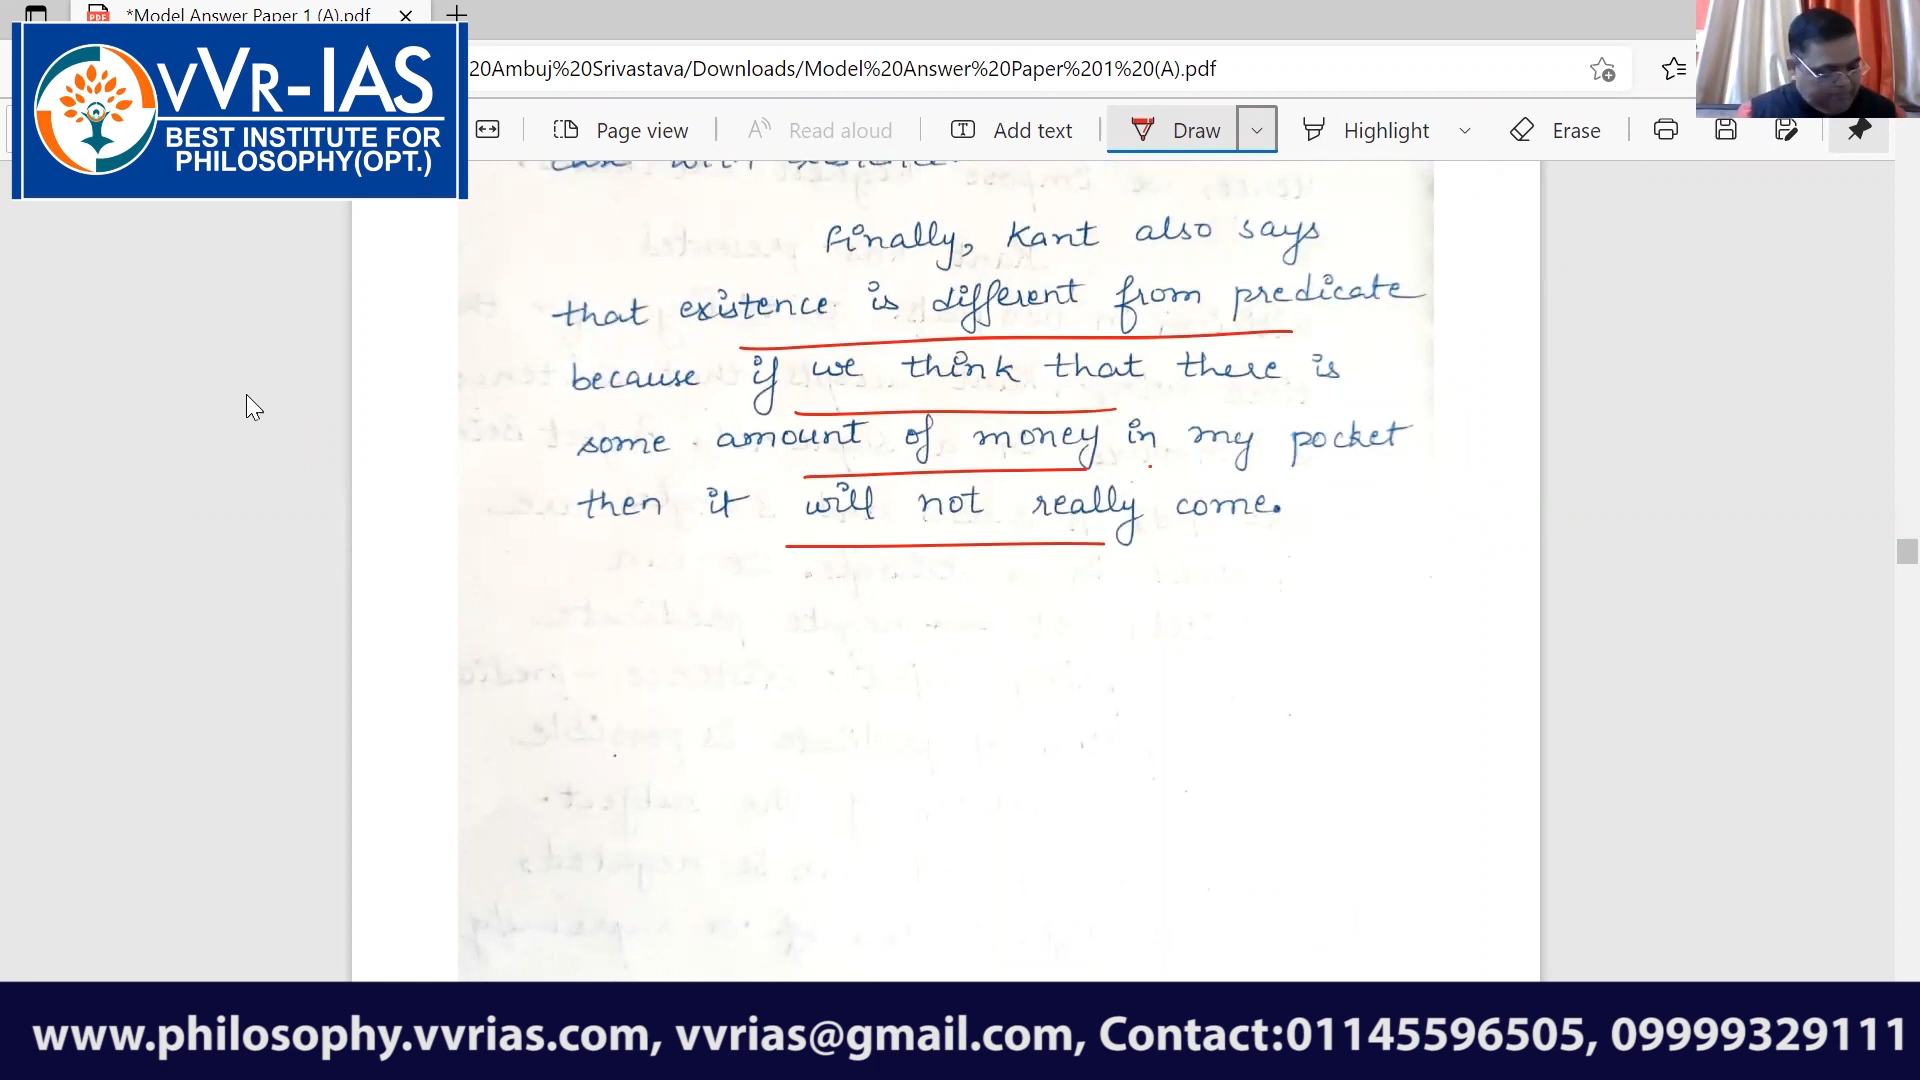 *Model Answer Paper 1 (A).pdf
vVR-IAS
BEST INSTITUTE FOR
PHILOSOPHY(OPT.)
20Ambuj%20Srivastava/Downloads/Model%20Answer%20Paper%201%20(A).pdf
Page view
Read aloud
Add text
Draw
Highlight
Erase
Finally, Kant also says
that existence is different from predicate
because if we think that there is
some amount of money in my pocket
then it will not really come.
www.philosophy.vvrias.com, vvrias@gmail.com, Contact:01145596505, 09999329111